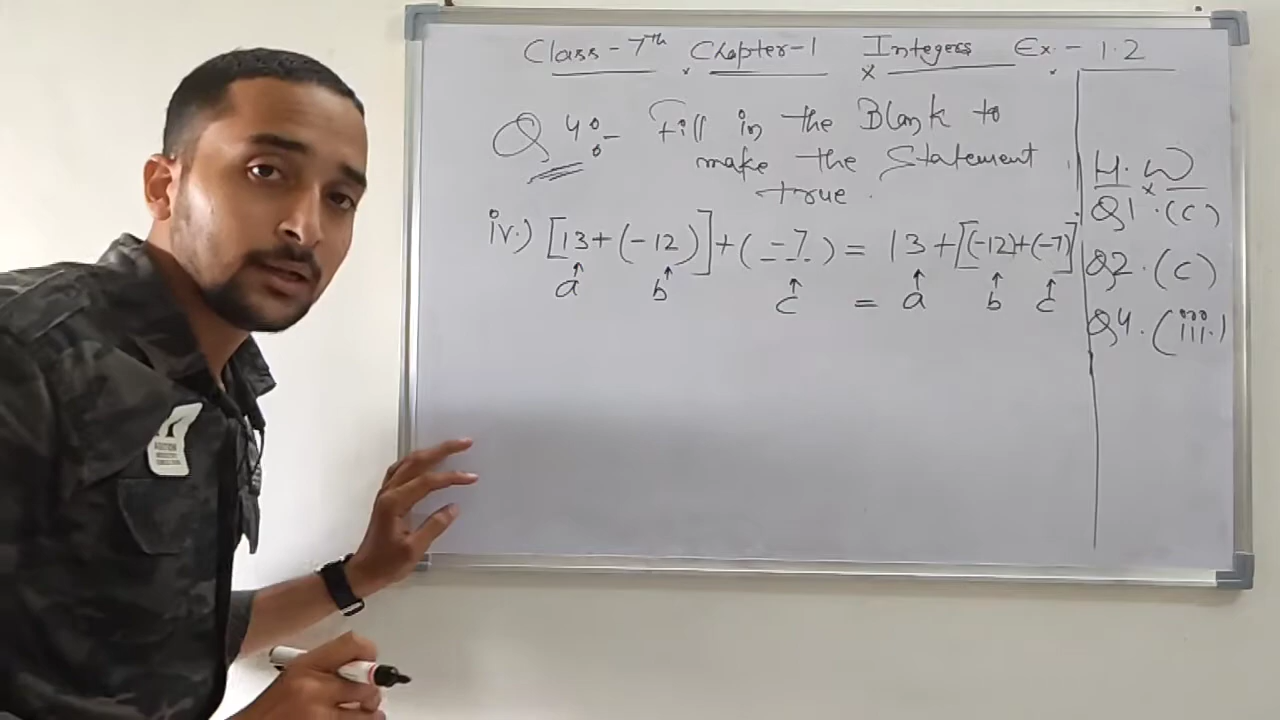 Class-7th Chapter-1 Integers Ex.-1.2
Q 4:- Fill in the Blank to
make the Statement
true.
iv.) [13+(-12)]+(-7.) = 13+[(-12)+(-7)]
a b c = a b c
H.W
Q1.(c)
Q2.(c)
Q4.(iii.)